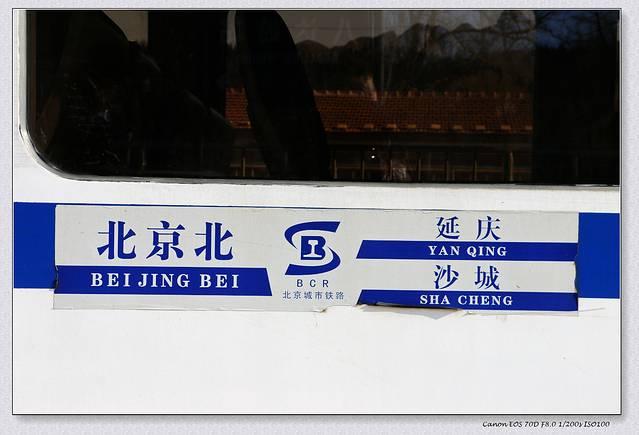 北京北
BEI JING BEI
BCR
北京城市铁路
延庆
YAN QING
沙城
SHA CHENG
Canon EOS 70D F8.0 1/200s ISO100